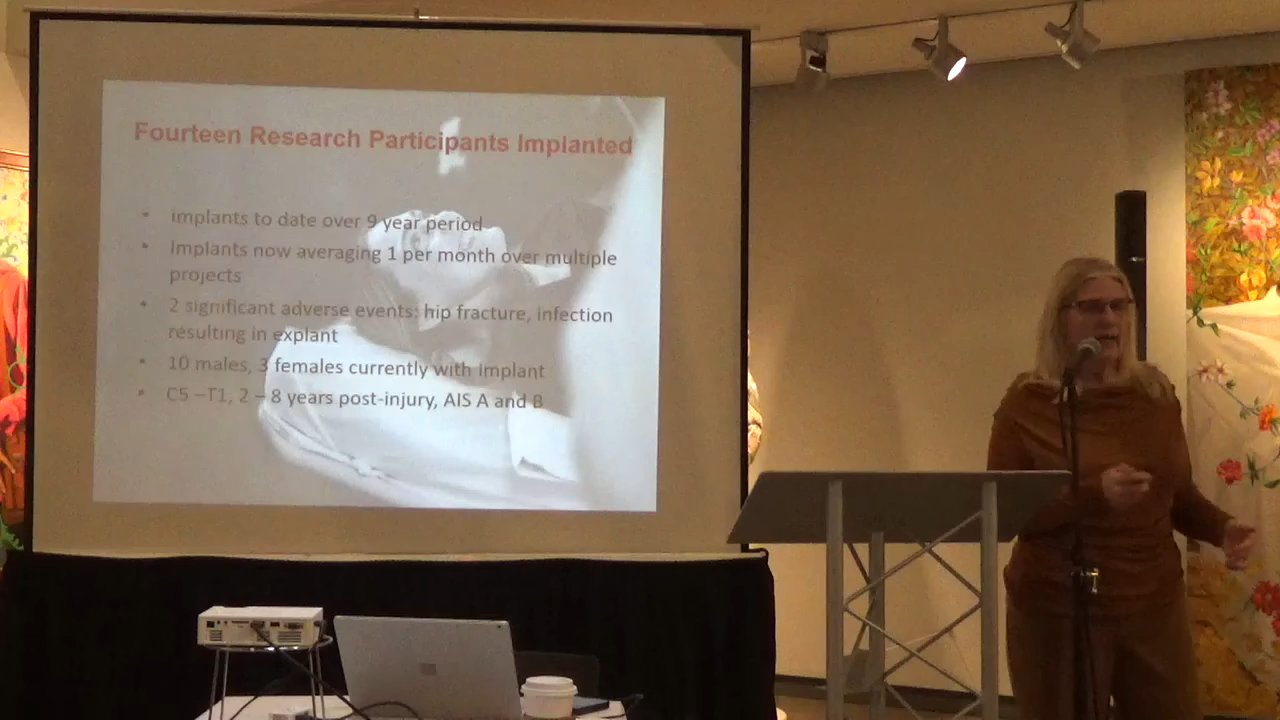 Fourteen Research Participants Implanted
• implants to date over 9 year period
• Implants now averaging 1 per month over multiple
projects
• 2 significant adverse events: hip fracture, infection
resulting in explant
• 10 males, 3 females currently with implant
• C5 –T1, 2 – 8 years post-injury, AIS A and B